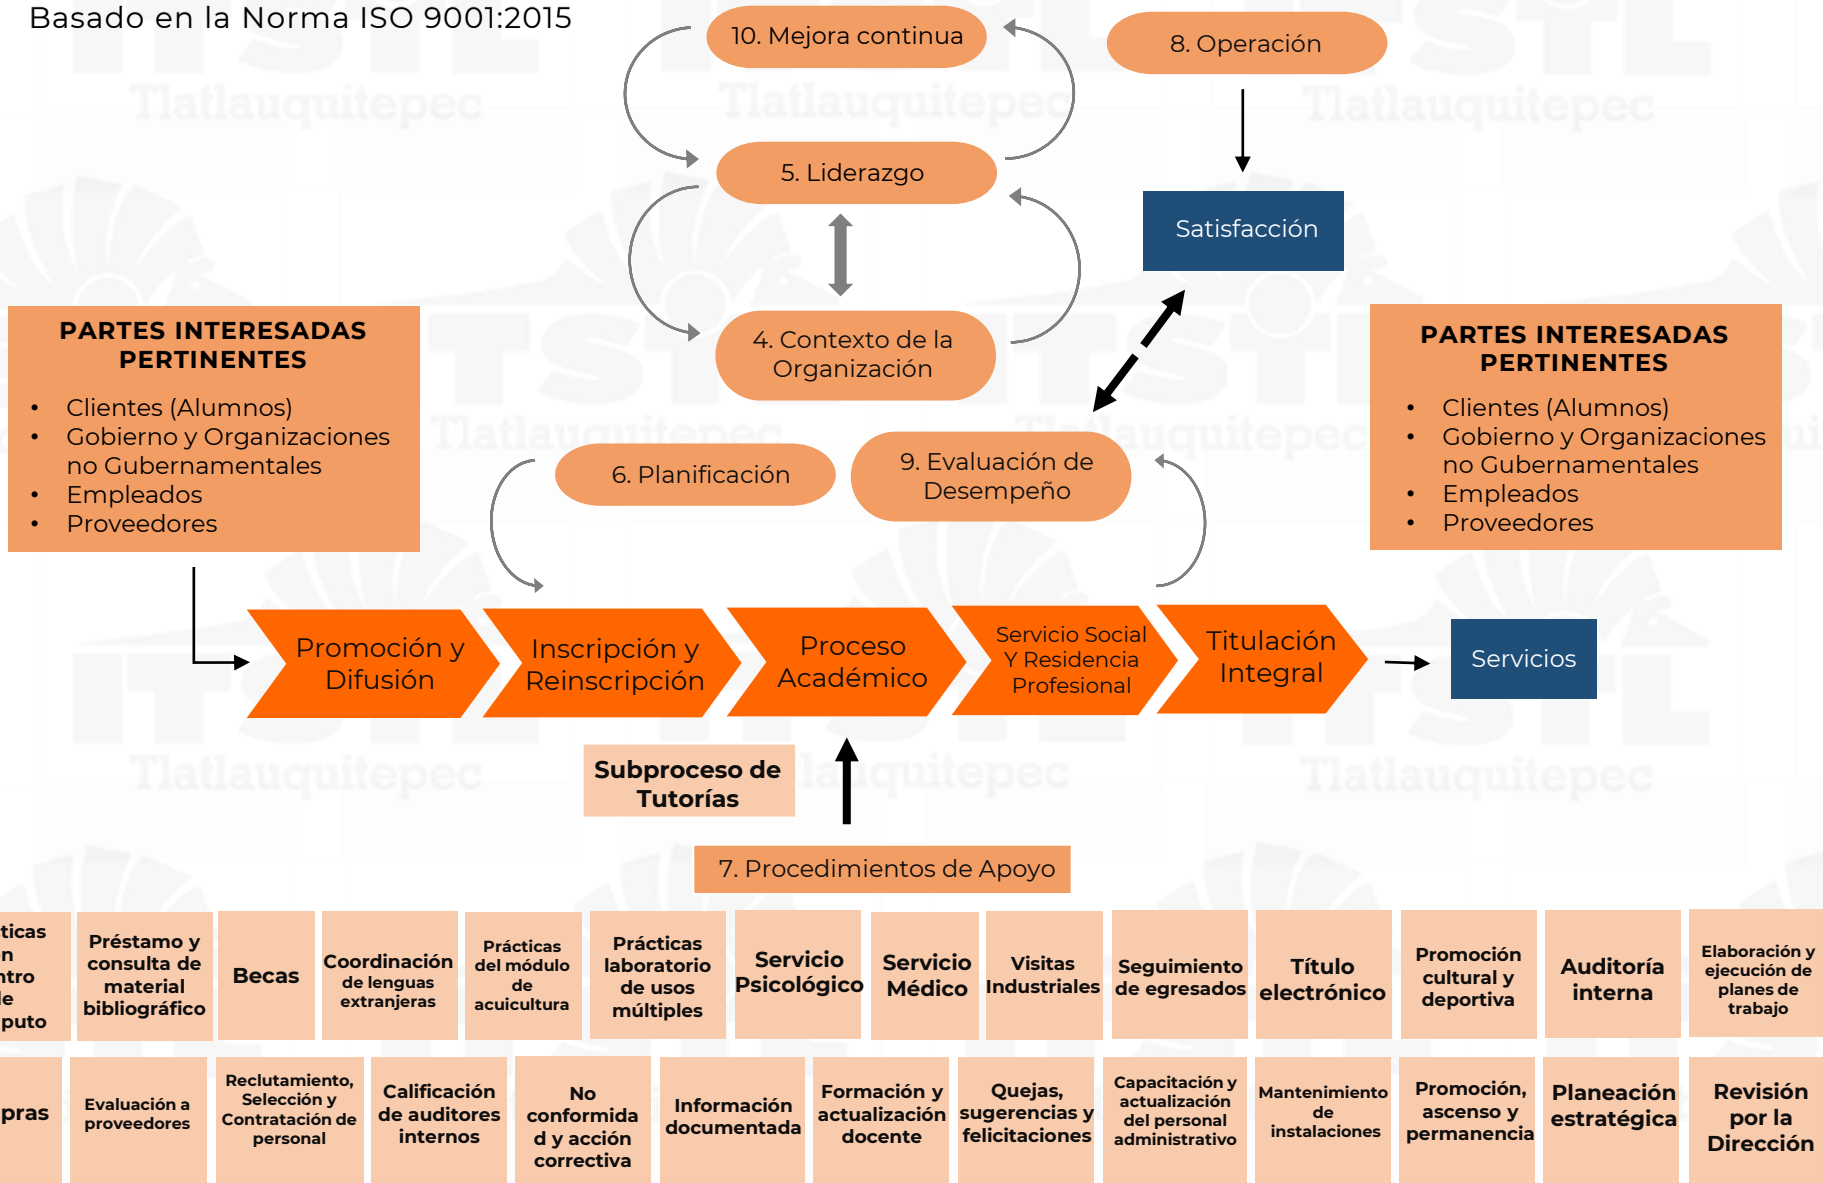 Basado en la Norma ISO 9001:2015
10. Mejora continua
8. Operación
5. Liderazgo
Satisfacción
4. Contexto de la
Organización
PARTES INTERESADAS
PERTINENTES
• Clientes (Alumnos)
• Gobierno y Organizaciones
no Gubernamentales
• Empleados
• Proveedores
PARTES INTERESADAS
PERTINENTES
• Clientes (Alumnos)
• Gobierno y Organizaciones
no Gubernamentales
• Empleados
• Proveedores
6. Planificación
9. Evaluación de
Desempeño
Promoción y
Difusión
Inscripción y
Reinscripción
Proceso
Académico
Servicio Social
Y Residencia
Profesional
Titulación
Integral
Servicios
Subproceso de
Tutorías
7. Procedimientos de Apoyo
Préstamo y
consulta de
material
bibliográfico
Becas
Coordinación
de lenguas
extranjeras
Prácticas
del módulo
de
acuicultura
Prácticas
laboratorio
de usos
múltiples
Servicio
Psicológico
Servicio
Médico
Visitas
Industriales
Seguimiento
de egresados
Título
electrónico
Promoción
cultural y
deportiva
Auditoría
interna
Elaboración y
ejecución de
planes de
trabajo
Evaluación a
proveedores
Reclutamiento,
Selección y
Contratación de
personal
Calificación
de auditores
internos
No
conformida
d y acción
correctiva
Información
documentada
Formación y
actualización
docente
Quejas,
sugerencias y
felicitaciones
Capacitación y
actualización
del personal
administrativo
Mantenimiento
de
instalaciones
Promoción,
ascenso y
permanencia
Planeación
estratégica
Revisión
por la
Dirección
ITSTL
Tlatlauquitepec